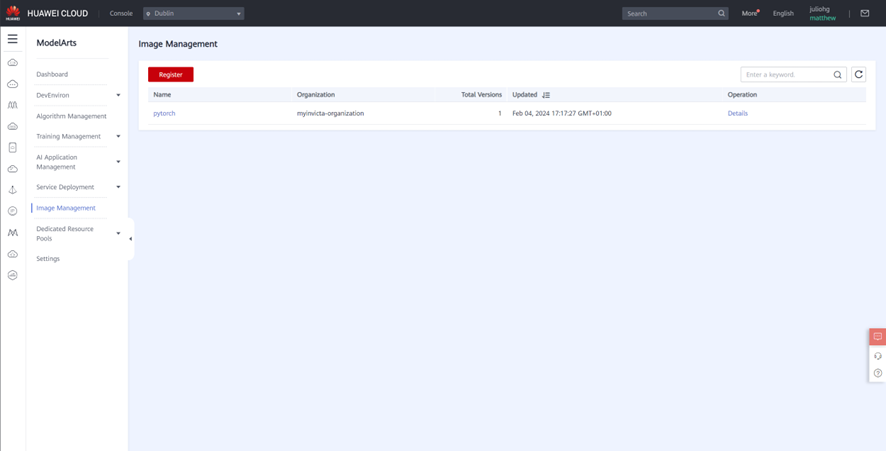 HUAWEI
HUAWEI CLOUD
Console
Dublin
Search
More
English
juliohg
matthew
ModelArts
Dashboard
DevEnviron
Algorithm Management
Training Management
AI Application
Management
Service Deployment
Image Management
Dedicated Resource
Pools
Settings
Image Management
Register
Enter a keyword.
Name Organization Total Versions Updated Operation
pytorch myinvicta-organization 1 Feb 04, 2024 17:17:27 GMT+01:00 Details